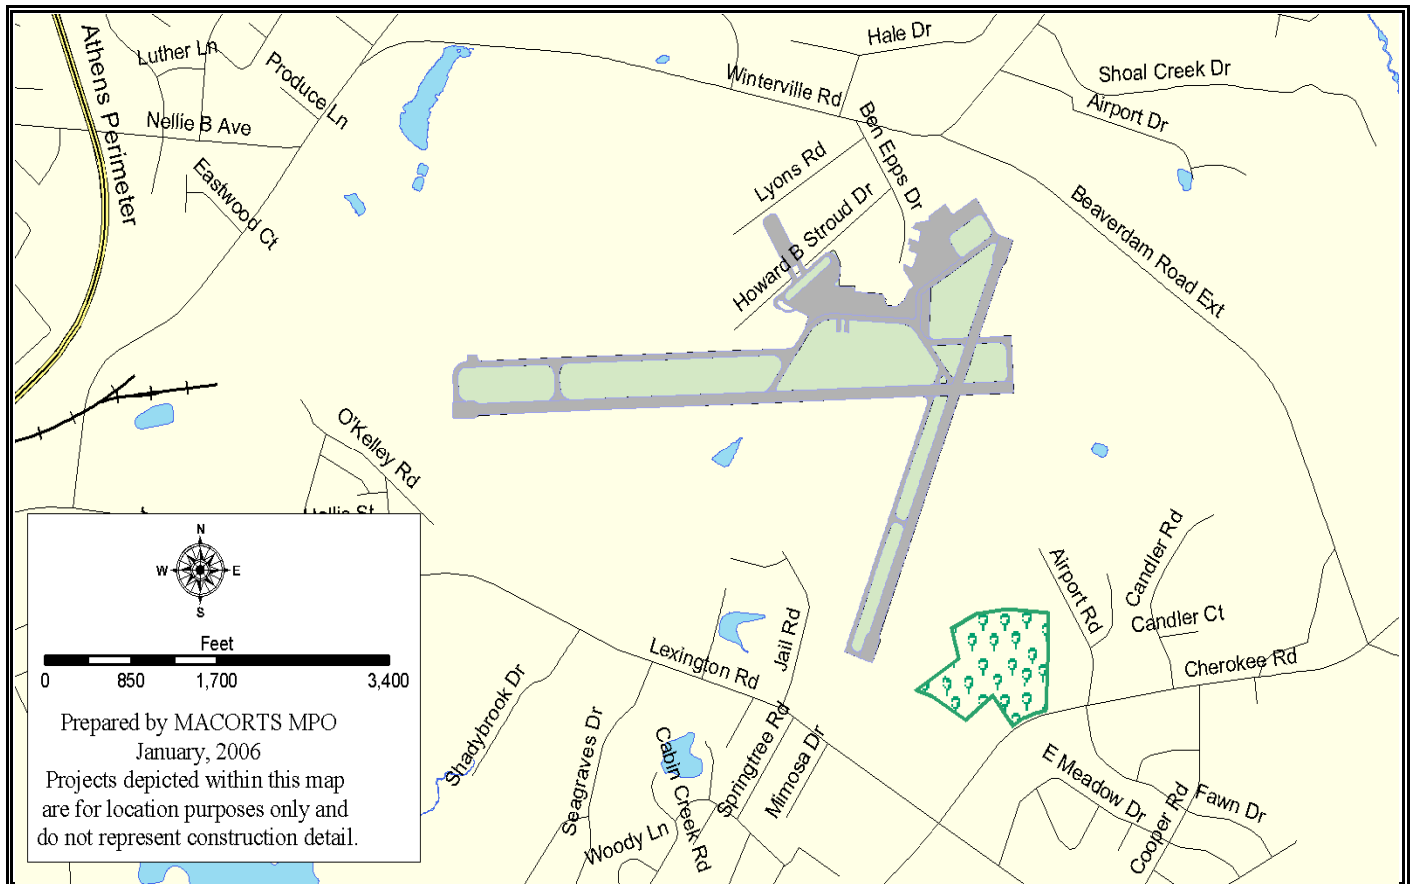 Athens Perimeter
Luther Ln
Produce Ln
Nellie B Ave
Eastwood Ct
Hale Dr
Winterville Rd
Shoal Creek Dr
Airport Dr
Ben Epps Dr
Lyons Rd
Howard B Stroud Dr
Beaverdam Road Ext
O'Kelley Rd
Hollis St
N
W
E
S
Feet
0
850
1,700
3,400
Prepared by MACORTS MPO
January, 2006
Projects depicted within this map
are for location purposes only and
do not represent construction detail.
Candler Rd
Airport Rd
Candler Ct
Cherokee Rd
Jail Rd
Lexington Rd
Shadybrook Dr
Seagraves Dr
Cabin Creek Rd
Springtree Rd
Mimosa Dr
Woody Ln
E Meadow Dr
Cooper Rd
Fawn Dr